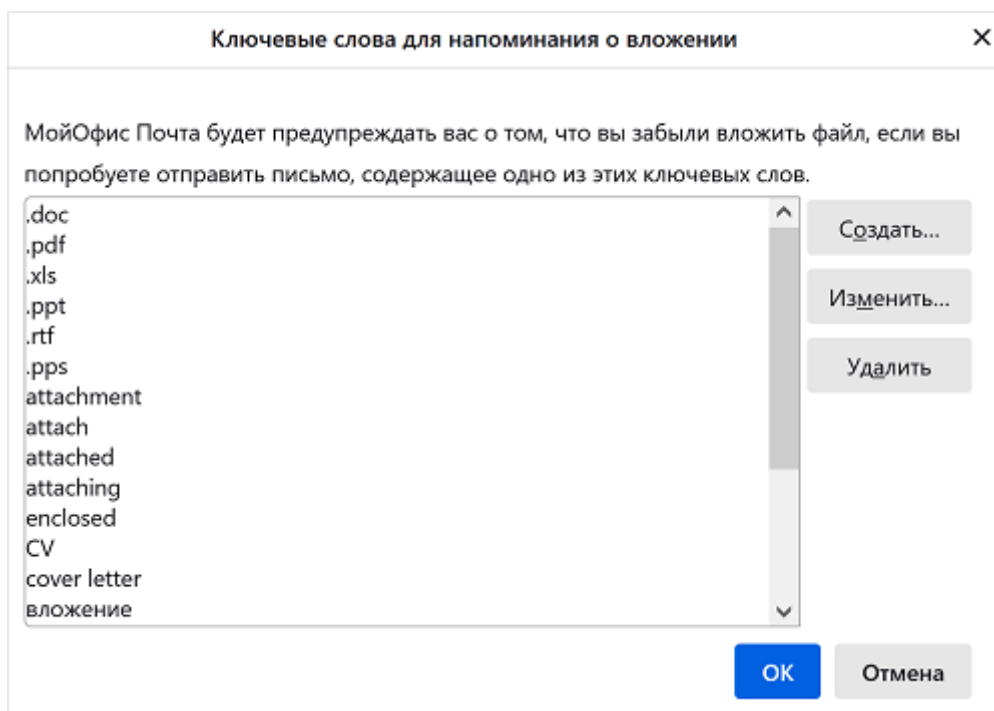 Ключевые слова для напоминания о вложении
МойОфис Почта будет предупреждать вас о том, что вы забыли вложить файл, если вы
попробуете отправить письмо, содержащее одно из этих ключевых слов.
.doc
.pdf
.xls
.ppt
.rtf
.pps
attachment
attach
attached
attaching
enclosed
CV
cover letter
вложение
Создать...
Изменить...
Удалить
ОК
Отмена